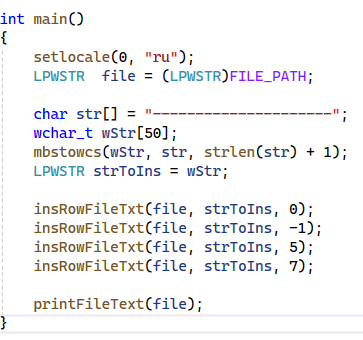 int main()
{
    setlocale(0, "ru");
    LPWSTR  file = (LPWSTR)FILE_PATH;

    char str[] = "---------------------";
    wchar_t wStr[50];
    mbstowcs(wStr, str, strlen(str) + 1);
    LPWSTR strToIns = wStr;

    insRowFileTxt(file, strToIns, 0);
    insRowFileTxt(file, strToIns, -1);
    insRowFileTxt(file, strToIns, 5);
    insRowFileTxt(file, strToIns, 7);

    printFileText(file);
}